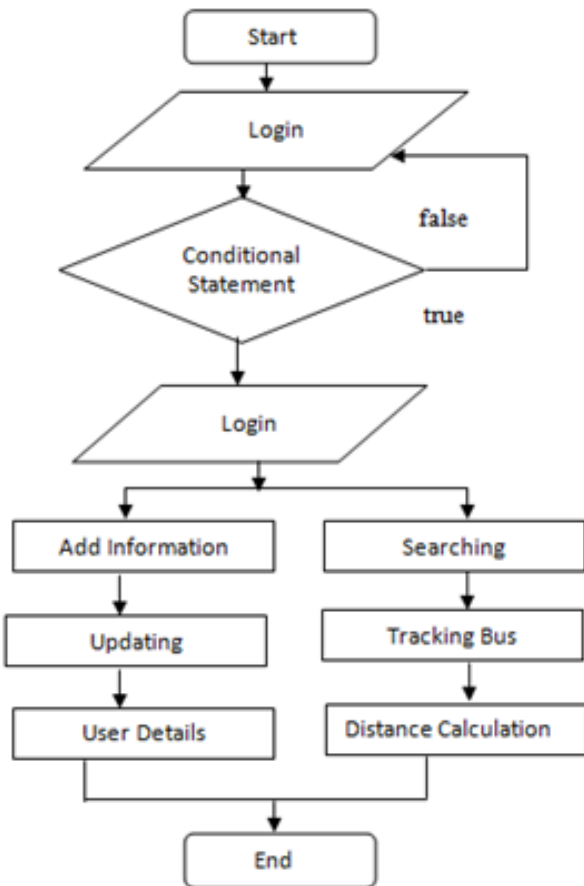 Start
Login
false
Conditional
Statement
true
Login
Add Information
Searching
Updating
Tracking Bus
User Details
Distance Calculation
End